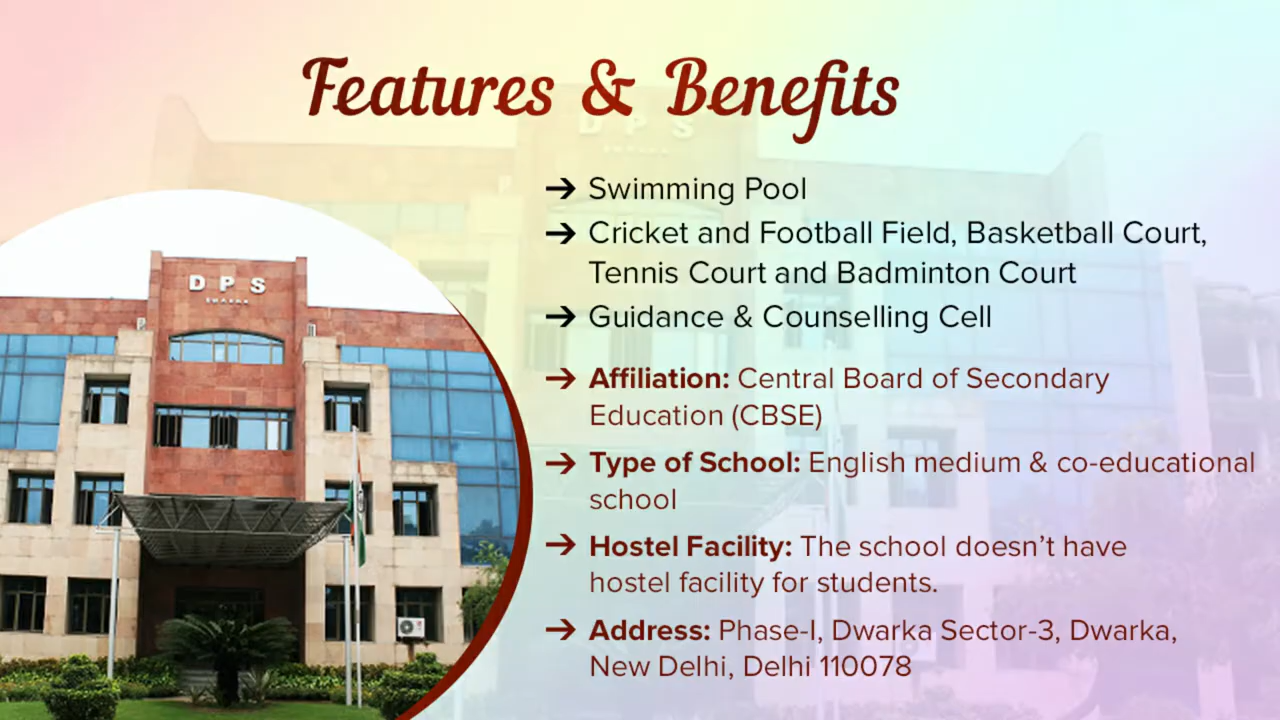 Features & Benefits
→ Swimming Pool
→ Cricket and Football Field, Basketball Court,
Tennis Court and Badminton Court
→ Guidance & Counselling Cell
→ Affiliation: Central Board of Secondary
Education (CBSE)
→ Type of School: English medium & co-educational
school
→ Hostel Facility: The school doesn't have
hostel facility for students.
→ Address: Phase-I, Dwarka Sector-3, Dwarka,
New Delhi, Delhi 110078
DPS
DWARKA
DPS